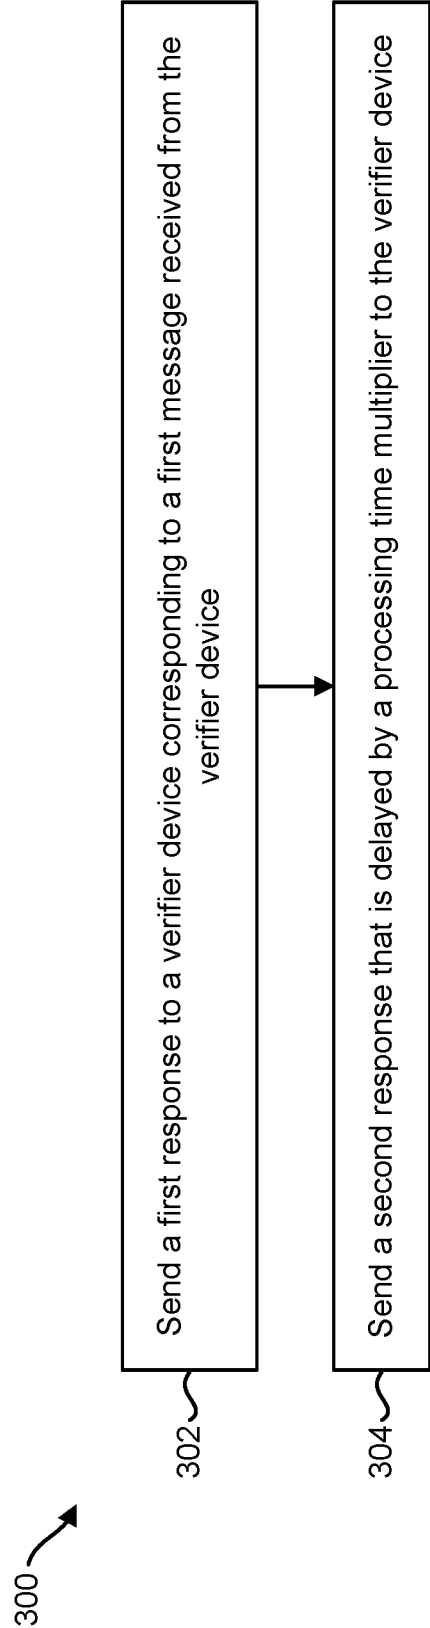 300
302
Send a first response to a verifier device corresponding to a first message received from the
verifier device
304
Send a second response that is delayed by a processing time multiplier to the verifier device